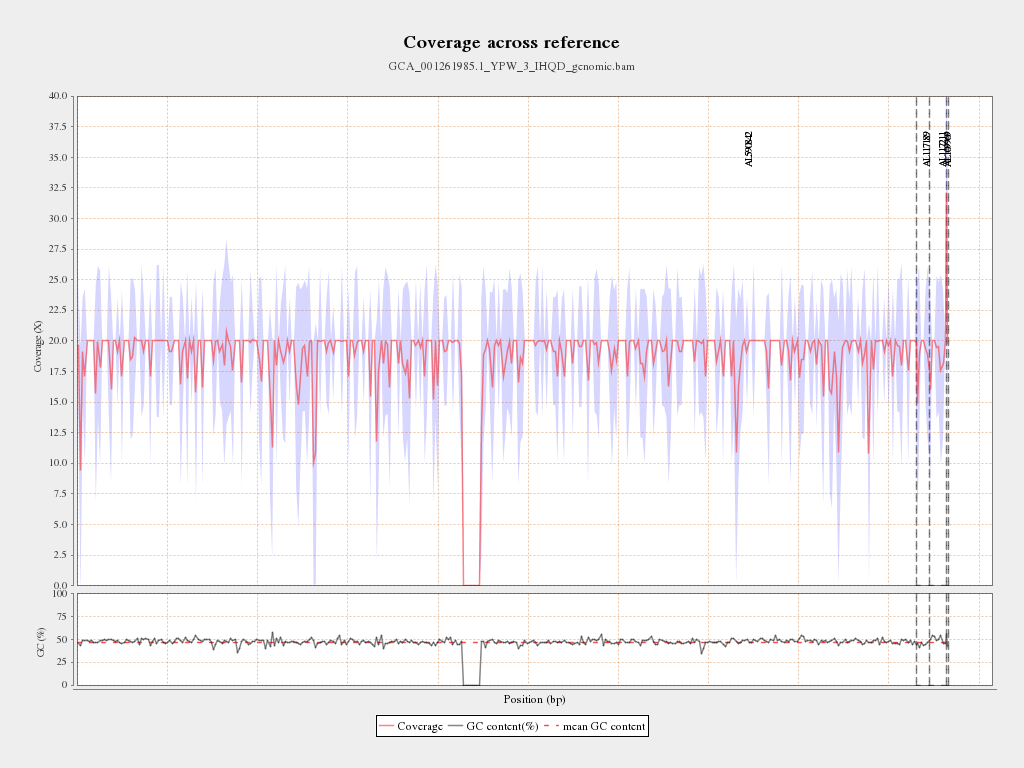 Coverage across reference
GCA_001261985.1_YPW_3_IHQD_genomic.bam
40.0
37.5
35.0
32.5
30.0
27.5
25.0
22.5
20.0
17.5
15.0
12.5
10.0
7.5
5.0
2.5
0.0
Coverage (X)
AL590842
AL117189
AL117211
100
75
50
25
0
GC (%)
Position (bp)
Coverage
GC content(%)
mean GC content